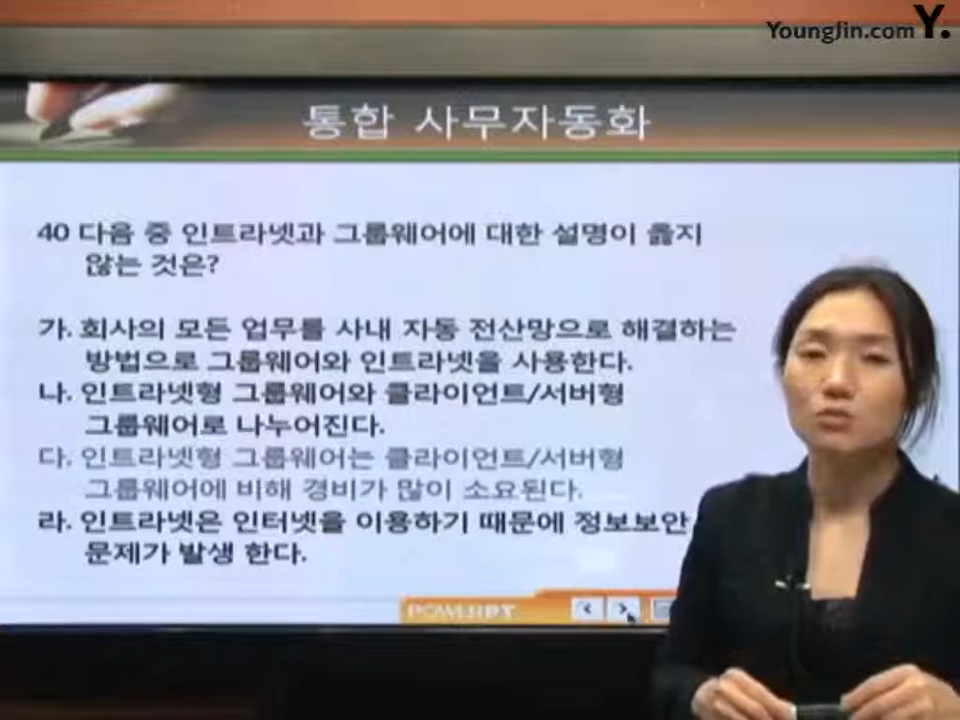 YoungJin.com Y.
통합 사무자동화
40 다음 중 인트라넷과 그룹웨어에 대한 설명이 옳지
않는 것은?
가. 회사의 모든 업무를 사내 자동 전산망으로 해결하는
방법으로 그룹웨어와 인트라넷을 사용한다.
나. 인트라넷형 그룹웨어와 클라이언트/서버형
그룹웨어로 나누어진다.
다. 인트라넷형 그룹웨어는 클라이언트/서버형
그룹웨어에 비해 경비가 많이 소요된다.
라. 인트라넷은 인터넷을 이용하기 때문에 정보보안
문제가 발생 한다.
POWERPT